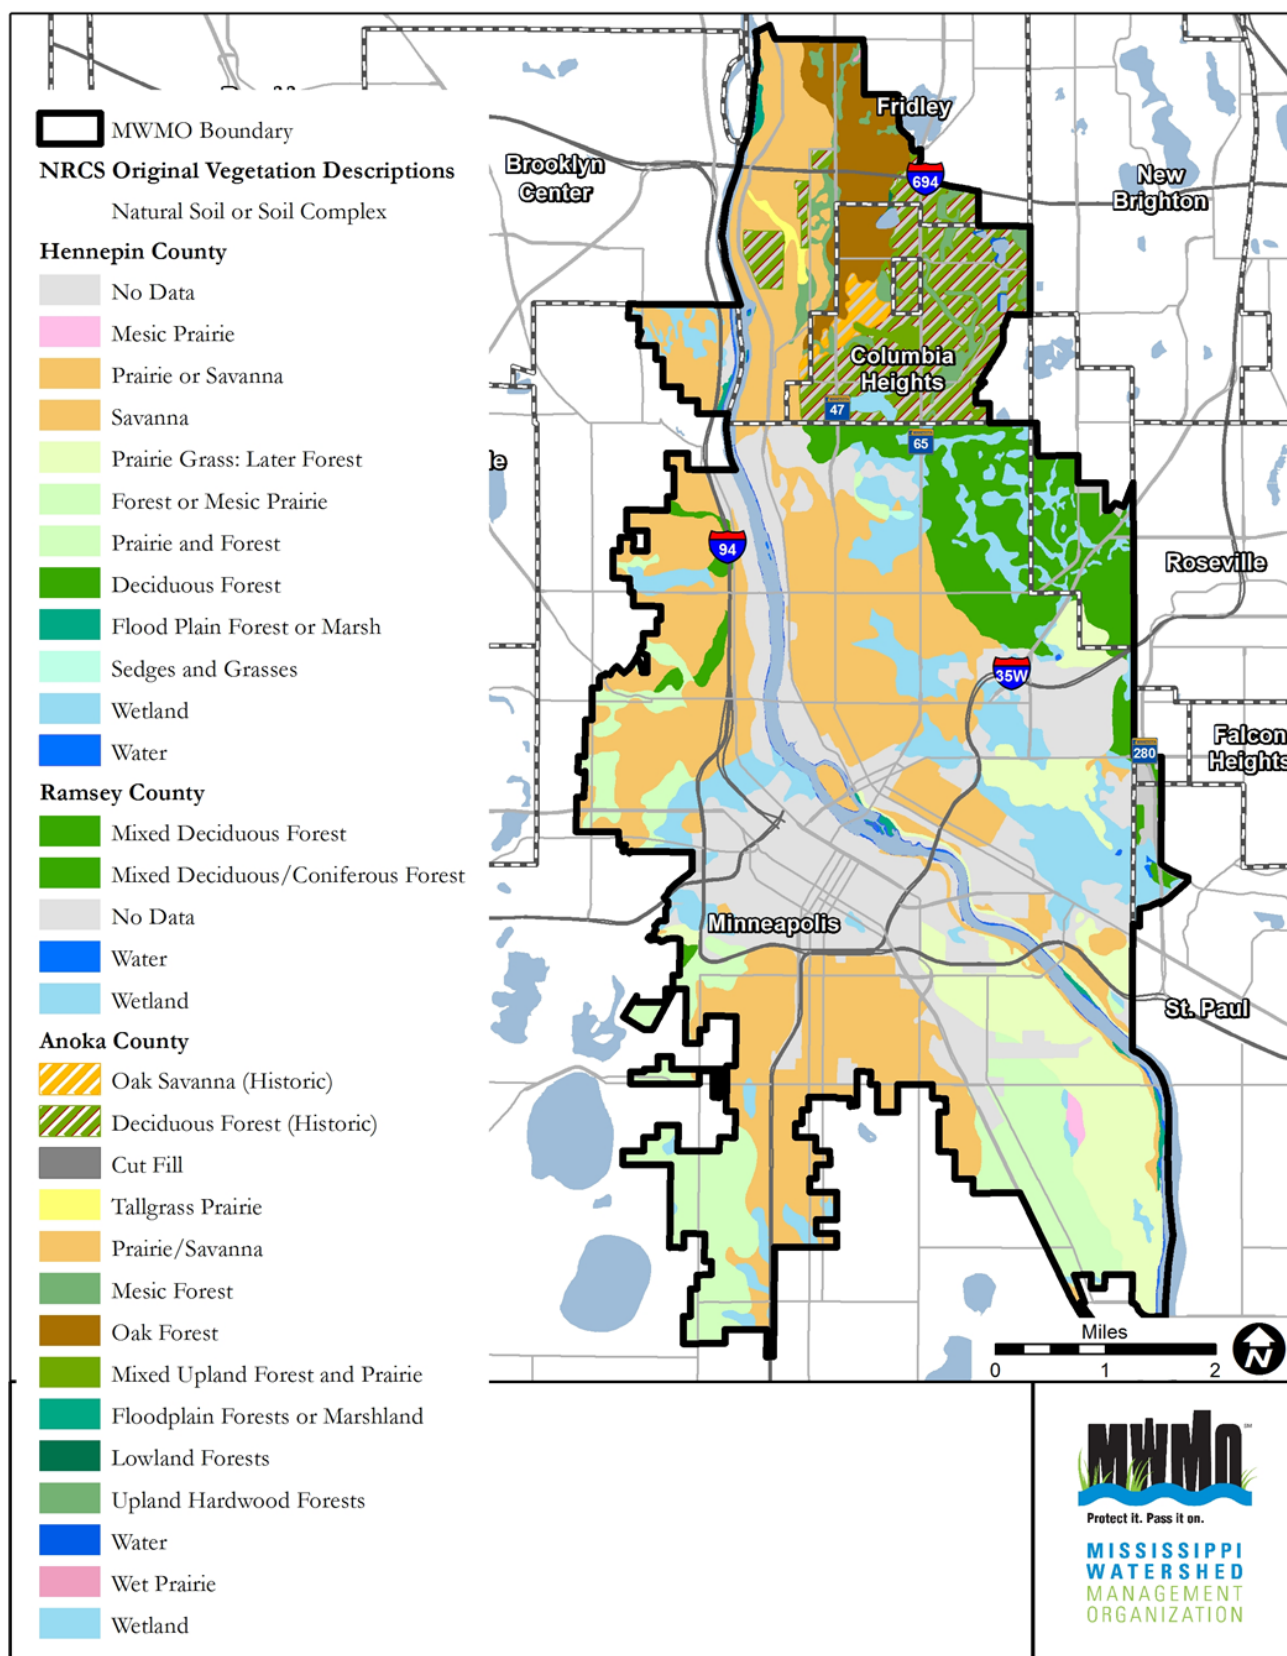 MWMO Boundary
NRCS Original Vegetation Descriptions
Natural Soil or Soil Complex
Hennepin County
No Data
Mesic Prairie
Prairie or Savanna
Savanna
Prairie Grass: Later Forest
Forest or Mesic Prairie
Prairie and Forest
Deciduous Forest
Flood Plain Forest or Marsh
Sedges and Grasses
Wetland
Water
Ramsey County
Mixed Deciduous Forest
Mixed Deciduous/Coniferous Forest
No Data
Water
Wetland
Anoka County
Oak Savanna (Historic)
Deciduous Forest (Historic)
Cut Fill
Tallgrass Prairie
Prairie/Savanna
Mesic Forest
Oak Forest
Mixed Upland Forest and Prairie
Floodplain Forests or Marshland
Lowland Forests
Upland Hardwood Forests
Water
Wet Prairie
Wetland
Fridley
Brooklyn
Center
694
New
Brighton
Columbia
Heights
47
65
94
Roseville
35W
Falcon
Heights
280
Minneapolis
St. Paul
Miles
0 1 2
N
MWMO
Protect it. Pass it on.
MISSISSIPPI
WATERSHED
MANAGEMENT
ORGANIZATION